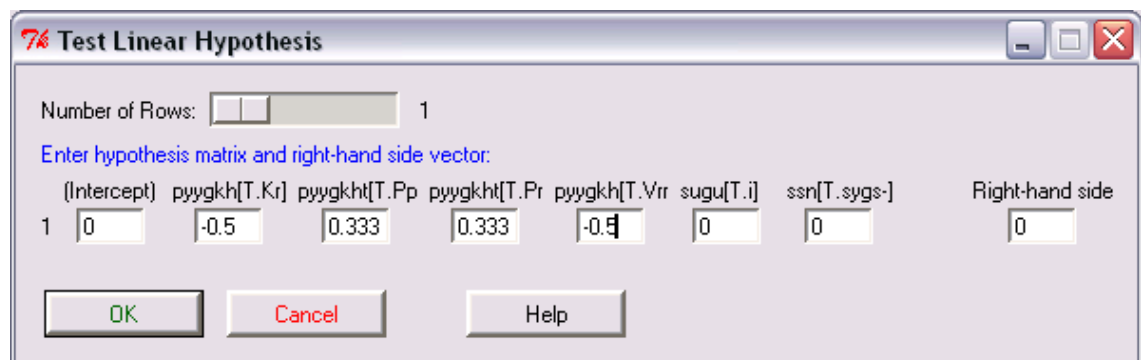 Test Linear Hypothesis
Number of Rows: 1
Enter hypothesis matrix and right-hand side vector:
(Intercept) pyygkh[T.Kr] pyygkht[T.Pp pyygkht[T.Pr pyygkh[T.Vrr sugu[T.i] ssn[T.sygs-] Right-hand side
1 0 -0.5 0.333 0.333 -0.5 0 0 0
OK Cancel Help